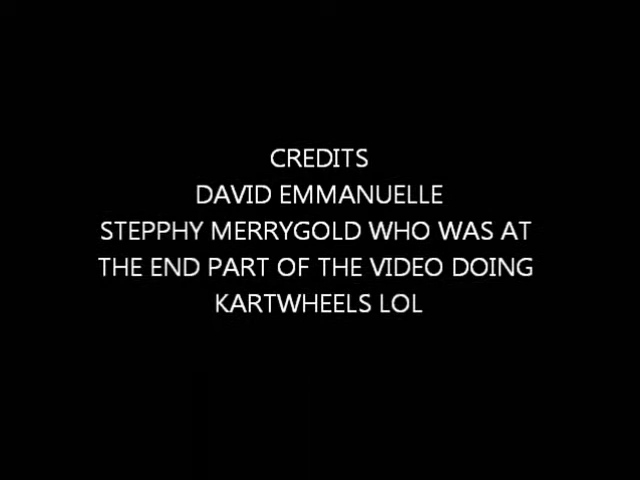 CREDITS
DAVID EMMANUELLE
STEPPHY MERRYGOLD WHO WAS AT
THE END PART OF THE VIDEO DOING
KARTWHEELS LOL